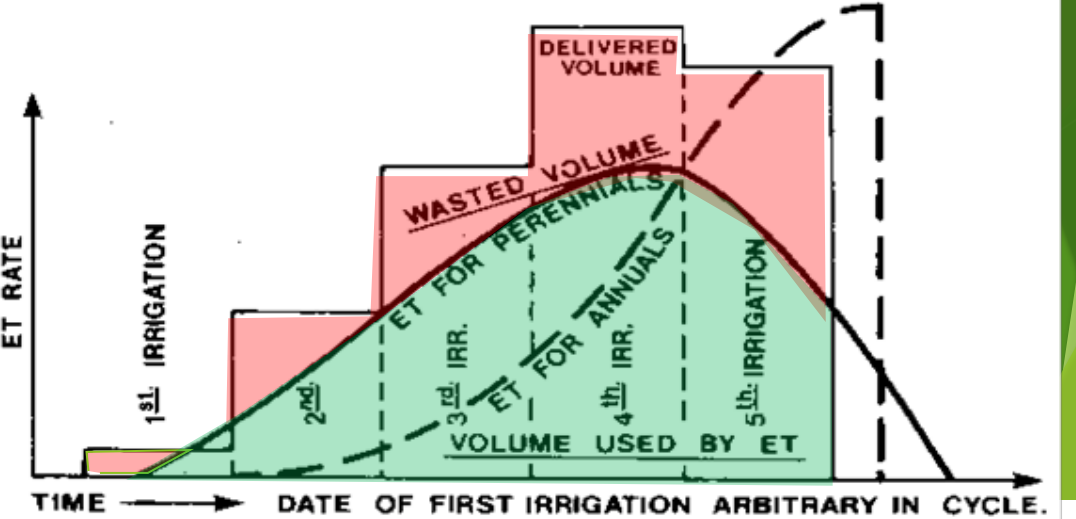 DELIVERED
VOLUME
WASTED VOLUME
ET FOR PERENNIALS
ET FOR ANNUALS
ET RATE
1st. IRRIGATION
2nd.
3rd. IRR.
4th. IRR.
5th. IRRIGATION
VOLUME USED BY ET
TIME DATE OF FIRST IRRIGATION ARBITRARY IN CYCLE.